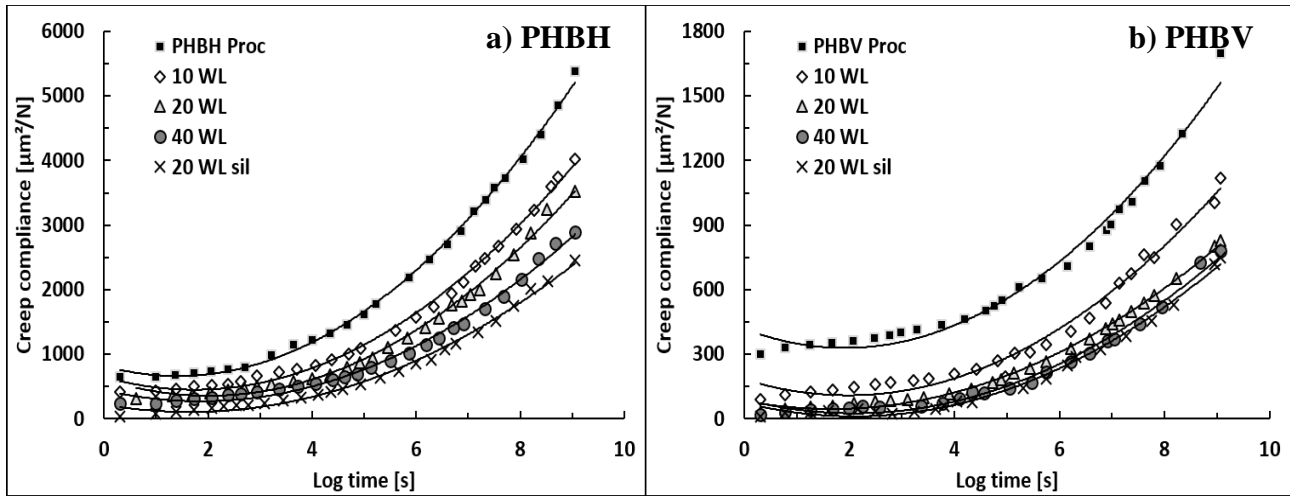 a) PHBH
6000
5000
4000
3000
2000
1000
0
Creep compliance [µm²/N]
PHBH Proc
10 WL
20 WL
40 WL
20 WL sil
0 2 4 6 8 10
Log time [s]
b) PHBV
1800
1500
1200
900
600
300
0
Creep compliance [µm²/N]
PHBV Proc
10 WL
20 WL
40 WL
20 WL sil
0 2 4 6 8 10
Log time [s]